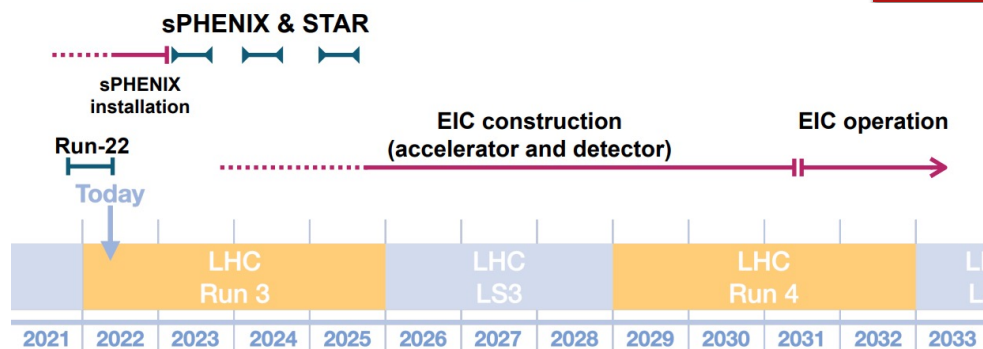 sPHENIX & STAR
sPHENIX
installation
EIC construction
(accelerator and detector)
EIC operation
Run-22
Today
LHC
Run 3
LHC
LS3
LHC
Run 4
2021 2022 2023 2024 2025 2026 2027 2028 2029 2030 2031 2032 2033